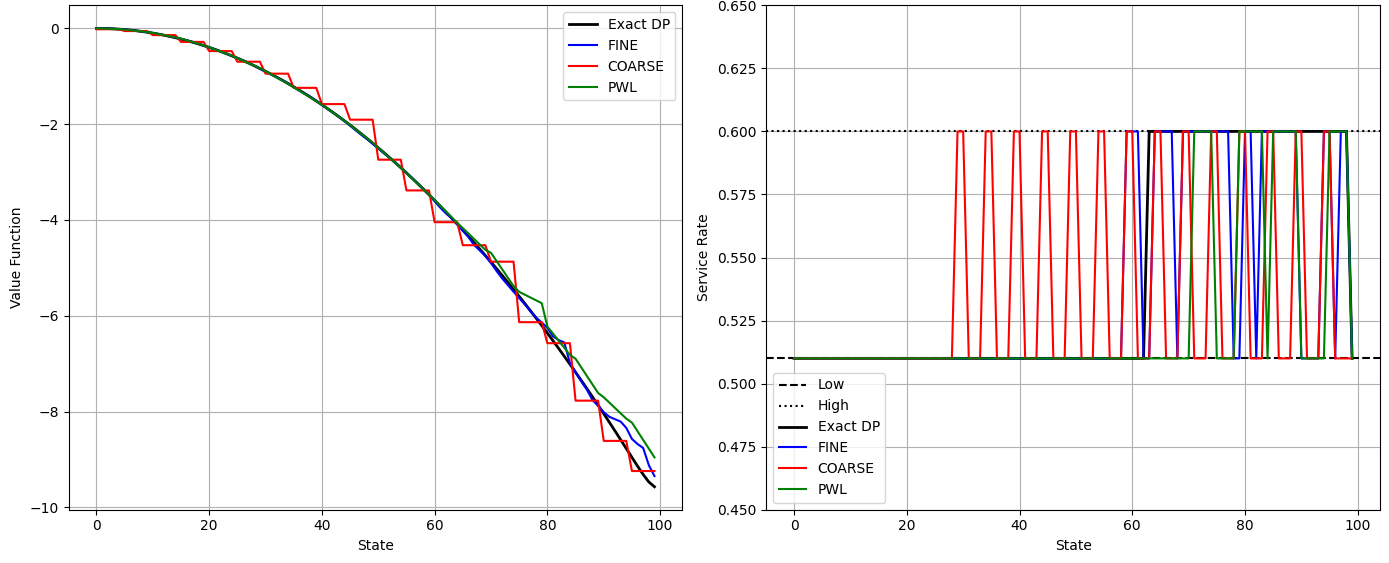 0
−2
−4
−6
−8
−10
Value Function
0
20
40
60
80
100
State
Exact DP
FINE
COARSE
PWL
0.650
0.625
0.600
0.575
0.550
0.525
0.500
0.475
0.450
Service Rate
0
20
40
60
80
100
State
Low
High
Exact DP
FINE
COARSE
PWL